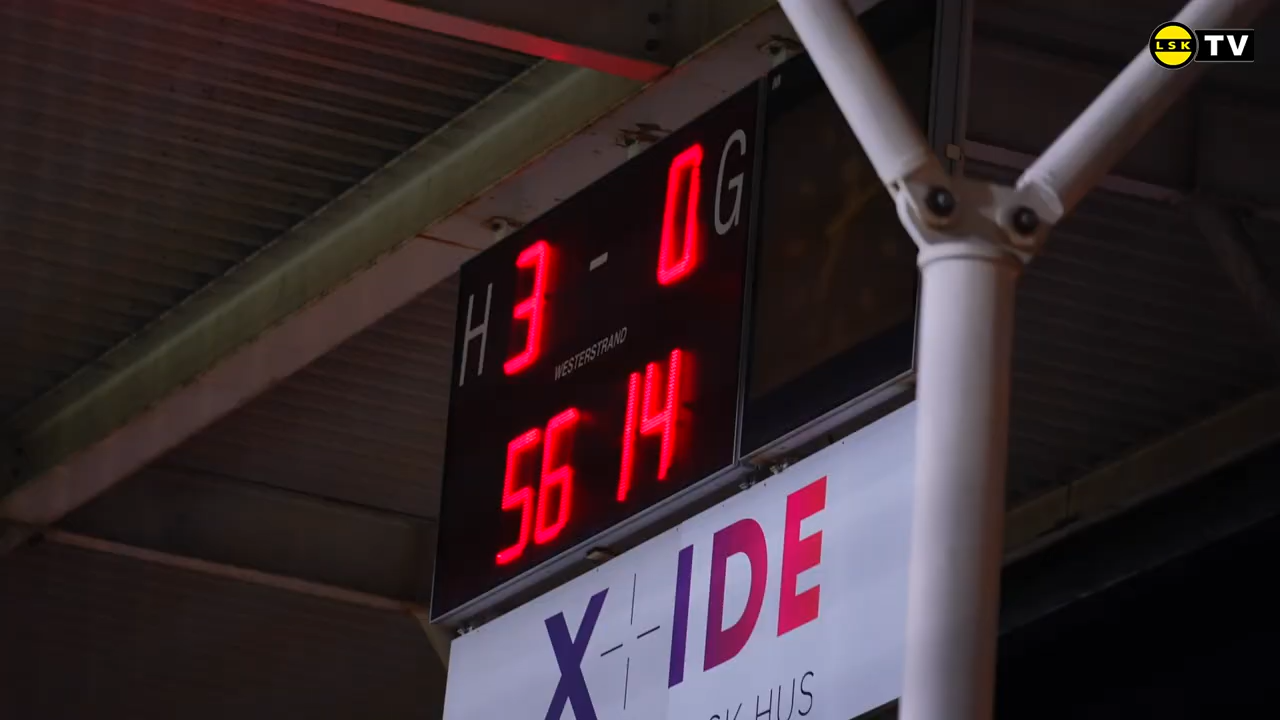 LSK TV
H 3 - 0 G
WESTERSTRAND
56 14
X IDE
HUS